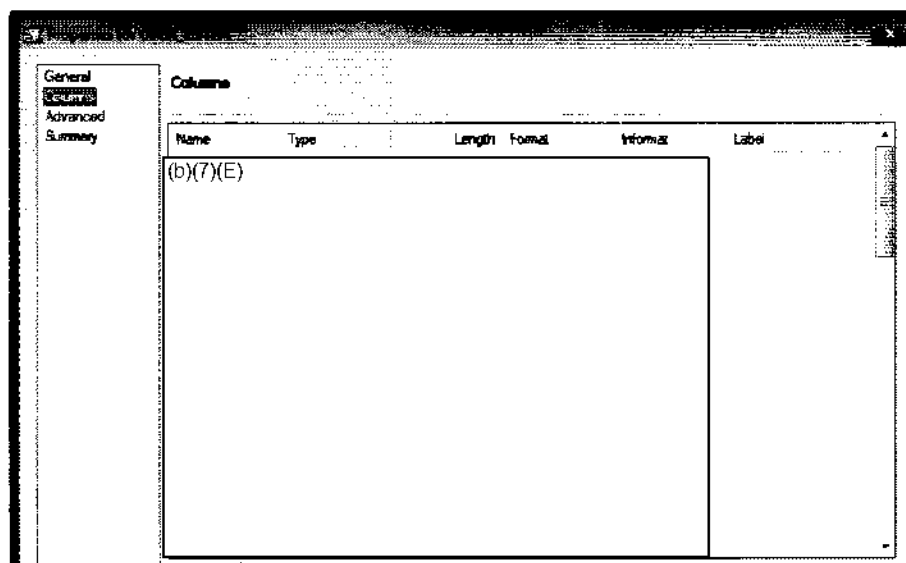 General
Columns
Columns
Advanced
Summary
Name Type Length Format Informat Label
(b)(7)(E)